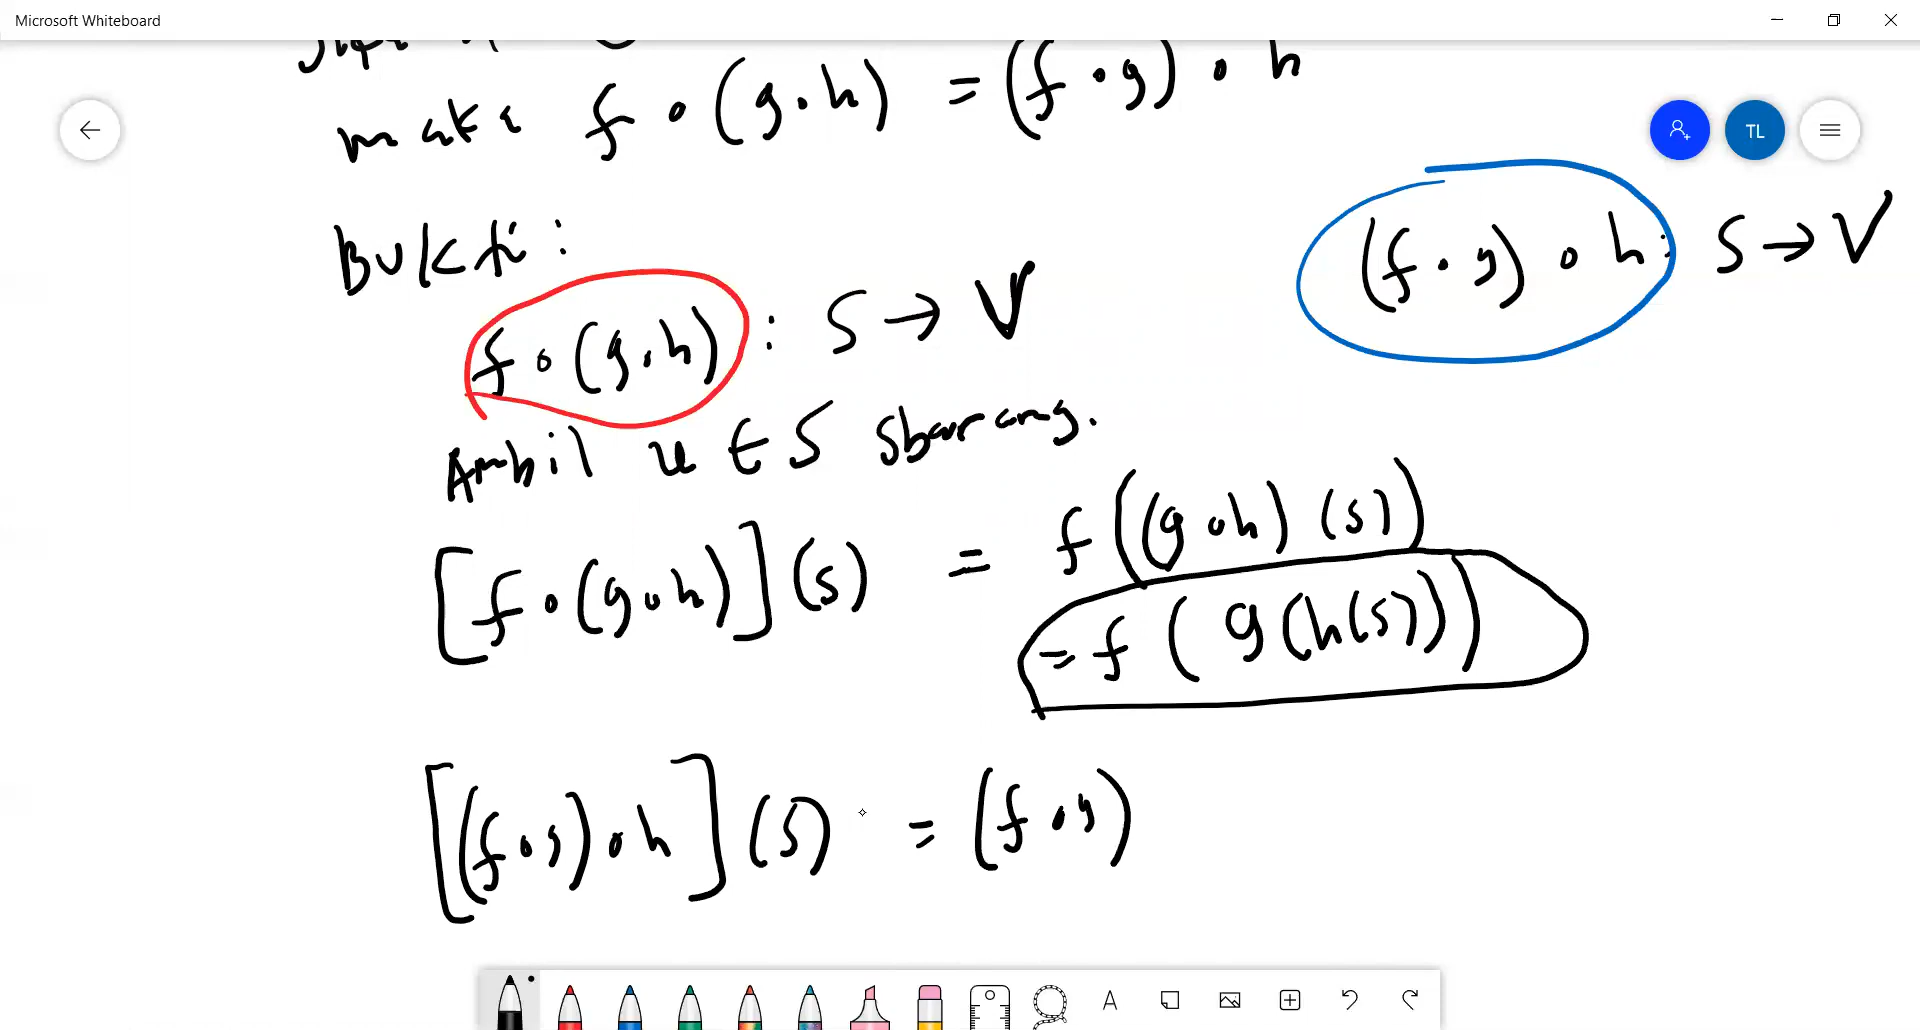 Microsoft Whiteboard
maka f ∘ (g∘h) = (f∘g) ∘ h
Bukti:
(f∘g) ∘ h : S → V
f ∘ (g∘h) : S → V
Ambil u ∈ S sbarang.
[f ∘ (g∘h)](s) = f((g∘h)(s))
= f(g(h(s)))
[(f∘g)∘h](s) = (f∘g)
TL
A